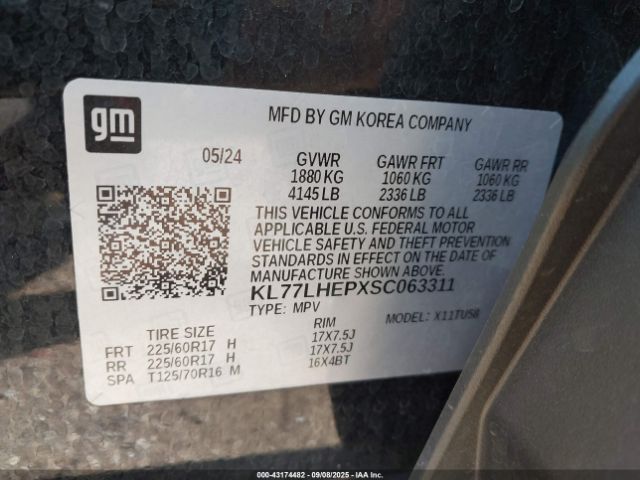 gm
MFD BY GM KOREA COMPANY
05/24 GVWR GAWR FRT GAWR RR
1880 KG 1060 KG 1060 KG
4145 LB 2336 LB 2336 LB
THIS VEHICLE CONFORMS TO ALL
APPLICABLE U.S. FEDERAL MOTOR
VEHICLE SAFETY AND THEFT PREVENTION
STANDARDS IN EFFECT ON THE DATE OF
MANUFACTURE SHOWN ABOVE.
KL77LHEPXSC063311
TYPE: MPV MODEL: X11TUS8
TIRE SIZE RIM
FRT 225/60R17 H 17X7.5J
RR 225/60R17 H 17X7.5J
SPA T125/70R16 M 16X4BT
000-43174482 - 09/08/2025 - IAAI, INC.